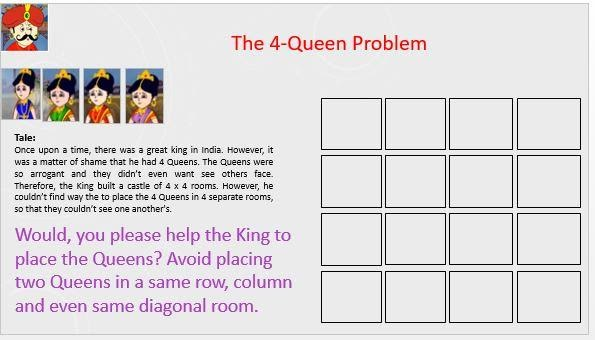 The 4-Queen Problem
Tale:
Once upon a time, there was a great king in India. However, it
was a matter of shame that he had 4 Queens. The Queens were
so arrogant and they didn't even want see others face.
Therefore, the King built a castle of 4 x 4 rooms. However, he
couldn't find way the to place the 4 Queens in 4 separate rooms,
so that they couldn't see one another's.
Would, you please help the King to
place the Queens? Avoid placing
two Queens in a same row, column
and even same diagonal room.